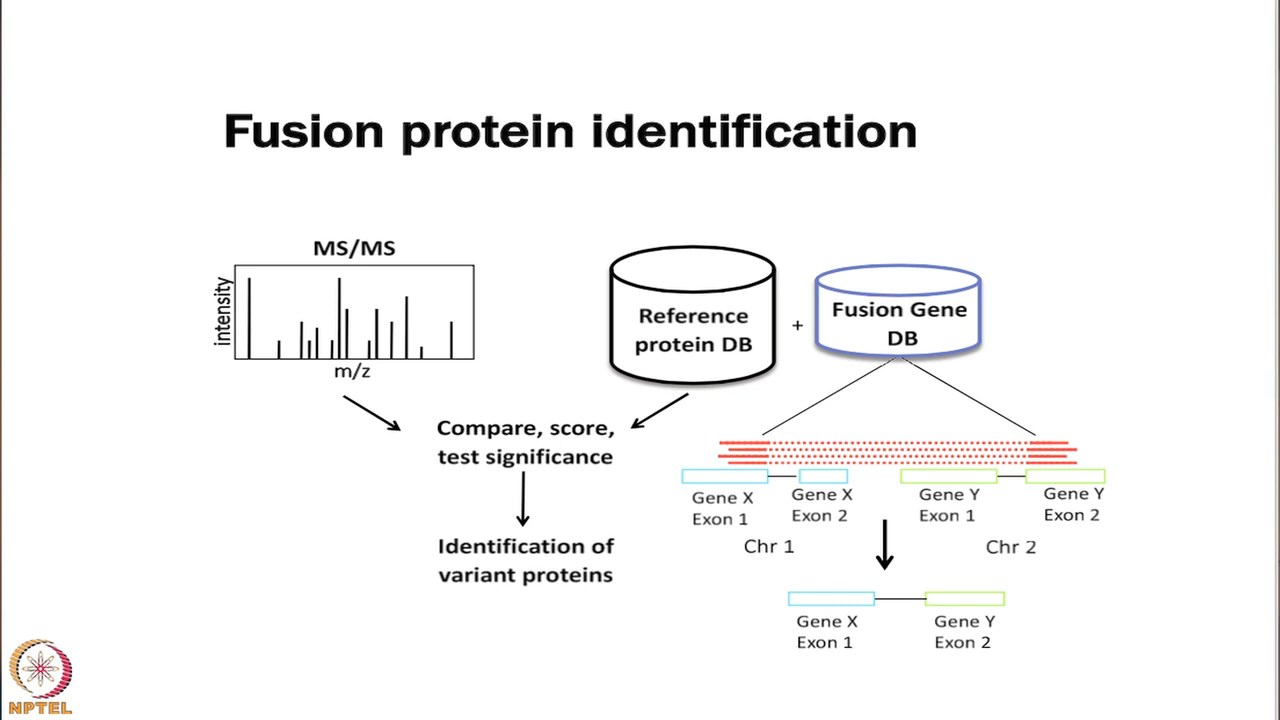 Fusion protein identification
MS/MS
intensity
m/z
Reference
protein DB
+
Fusion Gene
DB
Compare, score,
test significance
Identification of
variant proteins
Gene X
Exon 1
Gene X
Exon 2
Gene Y
Exon 1
Gene Y
Exon 2
Chr 1
Chr 2
Gene X
Exon 1
Gene Y
Exon 2
NPTEL